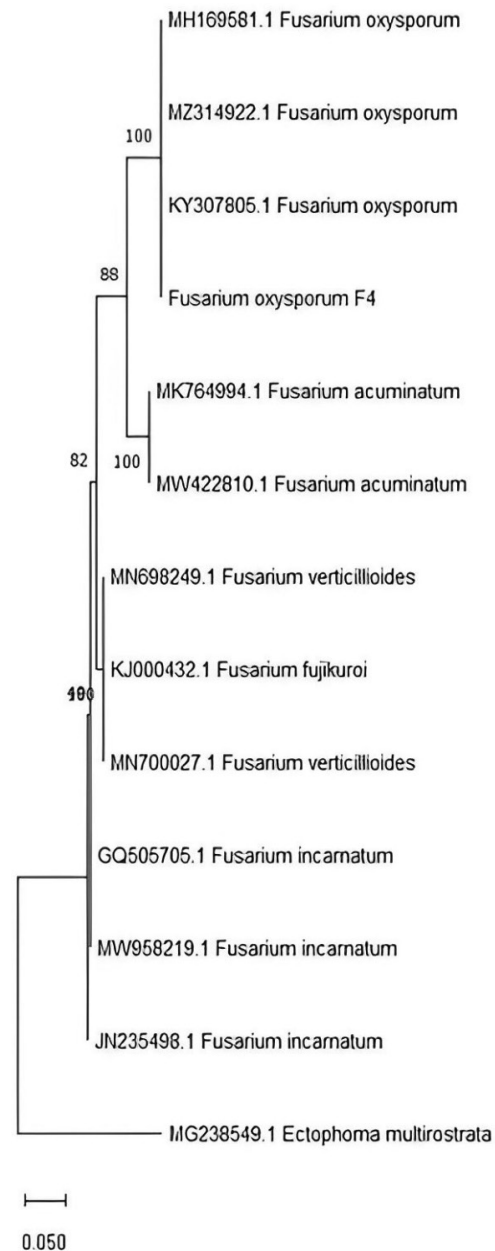 MH169581.1 Fusarium oxysporum
MZ314922.1 Fusarium oxysporum
100
KY307805.1 Fusarium oxysporum
88
Fusarium oxysporum F4
MK764994.1 Fusarium acuminatum
82
100
MW422810.1 Fusarium acuminatum
MN698249.1 Fusarium verticillioides
KJ000432.1 Fusarium fujikuroi
MN700027.1 Fusarium verticillioides
GQ505705.1 Fusarium incarnatum
MW958219.1 Fusarium incarnatum
JN235498.1 Fusarium incarnatum
MG238549.1 Ectophoma multirostrata
0.050